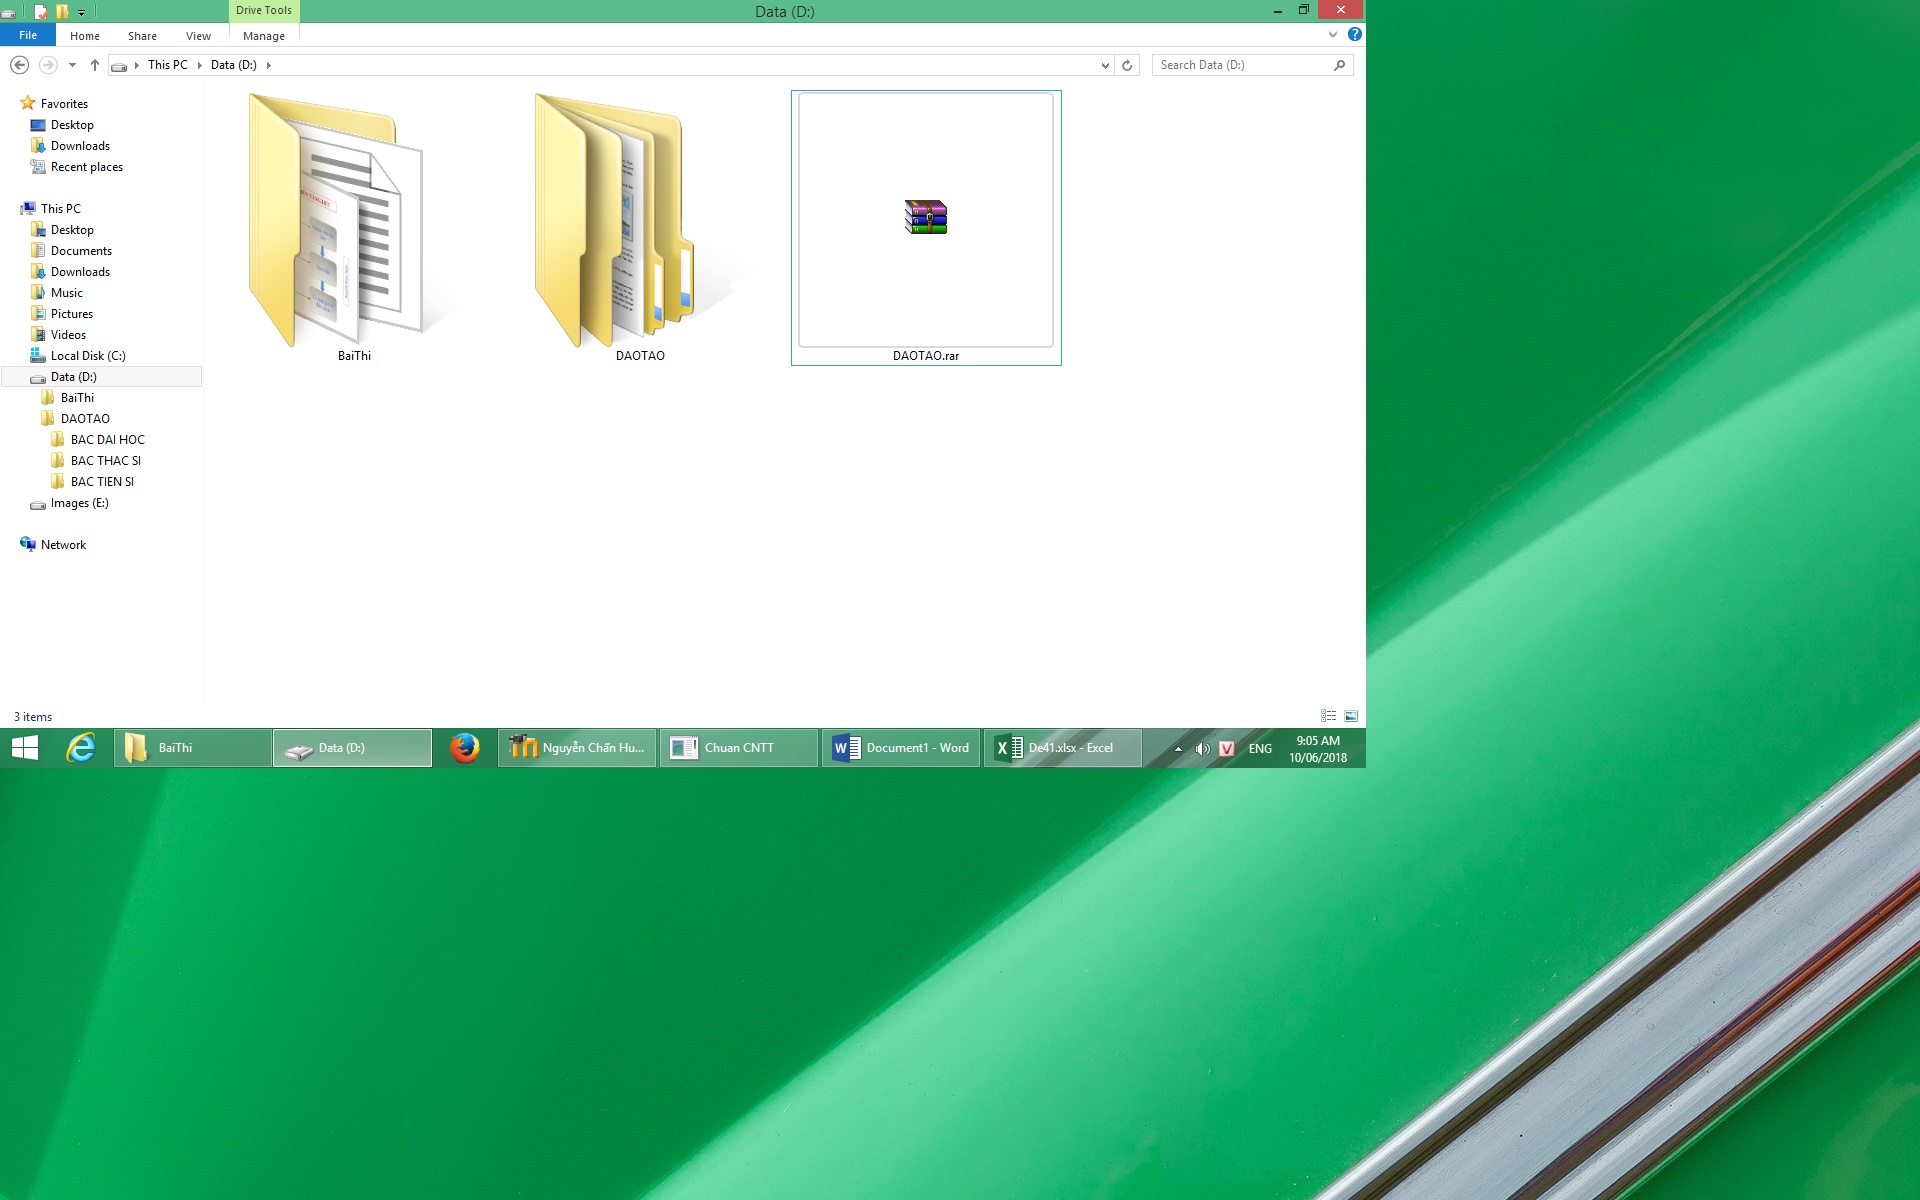 Drive Tools
Data (D:)
File
Home
Share
View
Manage
This PC
Data (D:)
Search Data (D:)
Favorites
Desktop
Downloads
Recent places
This PC
Desktop
Documents
Downloads
Music
Pictures
Videos
Local Disk (C:)
Data (D:)
BaiThi
DAOTAO
BAC DAI HOC
BAC THAC SI
BAC TIEN SI
Images (E:)
Network
BaiThi
DAOTAO
DAOTAO.rar
3 items
BaiThi
Data (D:)
Nguyễn Chấn Hu...
Chuan CNTT
Document1 - Word
De41.xlsx - Excel
ENG
9:05 AM
10/06/2018